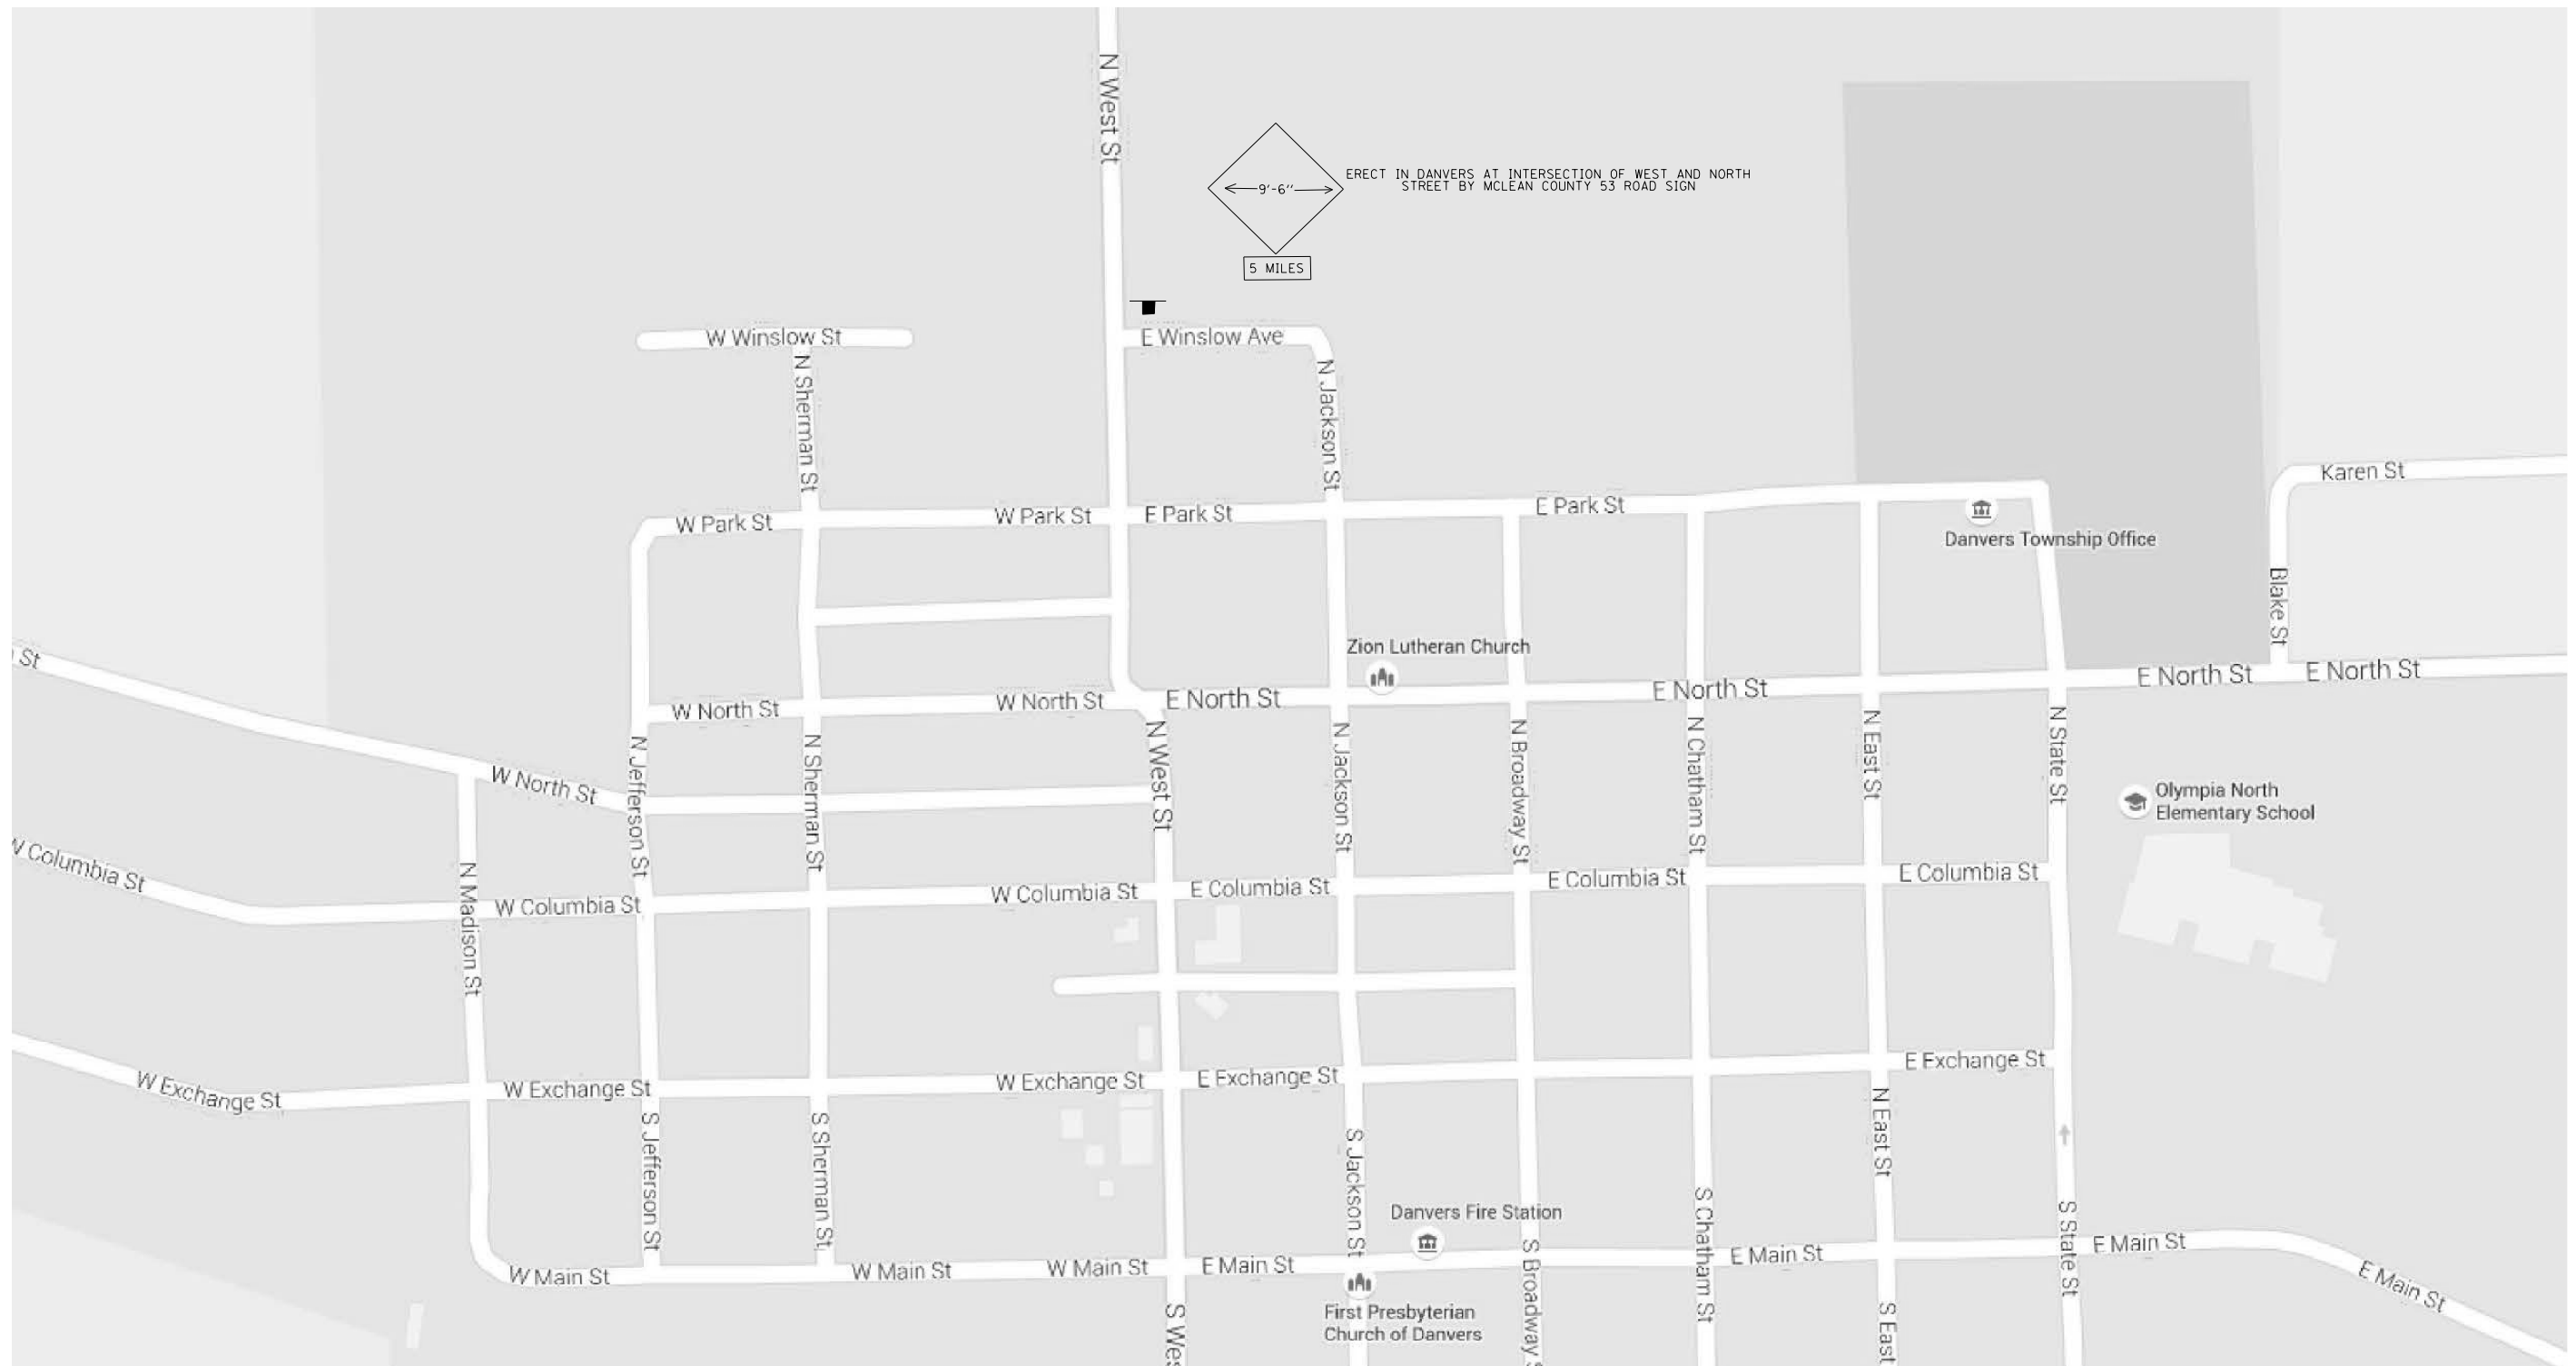 N West St
ERECT IN DANVERS AT INTERSECTION OF WEST AND NORTH
9'-6"
STREET BY MCLEAN COUNTY 53 ROAD SIGN
5 MILES
W Winslow St
E Winslow Ave
N Sherman St
N Jackson St
Karen St
W Park St
W Park St
E Park St
E Park St
Danvers Township Office
Blake St
St
Zion Lutheran Church
W North St
W North St
E North St
E North St
E North St
E North St
W North St
N Jefferson St
N Sherman St
N West St
N Jackson St
N Broadway St
N Chatham St
N East St
N State St
Olympia North
Elementary School
W Columbia St
N Madison St
W Columbia St
W Columbia St
E Columbia St
E Columbia St
E Columbia St
W Exchange St
W Exchange St
W Exchange St
E Exchange St
E Exchange St
S Jefferson St
S Sherman St
S Jackson St
N East St
S Chatham St
S State St
Danvers Fire Station
W Main St
W Main St
W Main St
E Main St
E Main St
E Main St
E Main St
First Presbyterian
Church of Danvers
S Wes
S Broadway S
S East